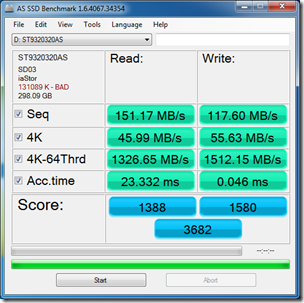 AS SSD Benchmark 1.6.4067.34354
File Edit View Tools Language Help
D: ST9320320AS
ST9320320AS
SD03
iaStor
131089 K - BAD
298.09 GB
Read: Write:
Seq 151.17 MB/s 117.60 MB/s
4K 45.99 MB/s 55.63 MB/s
4K-64Thrd 1326.65 MB/s 1512.15 MB/s
Acc.time 23.332 ms 0.046 ms
Score: 1388 1580
3682
--:--:--
Start Abort